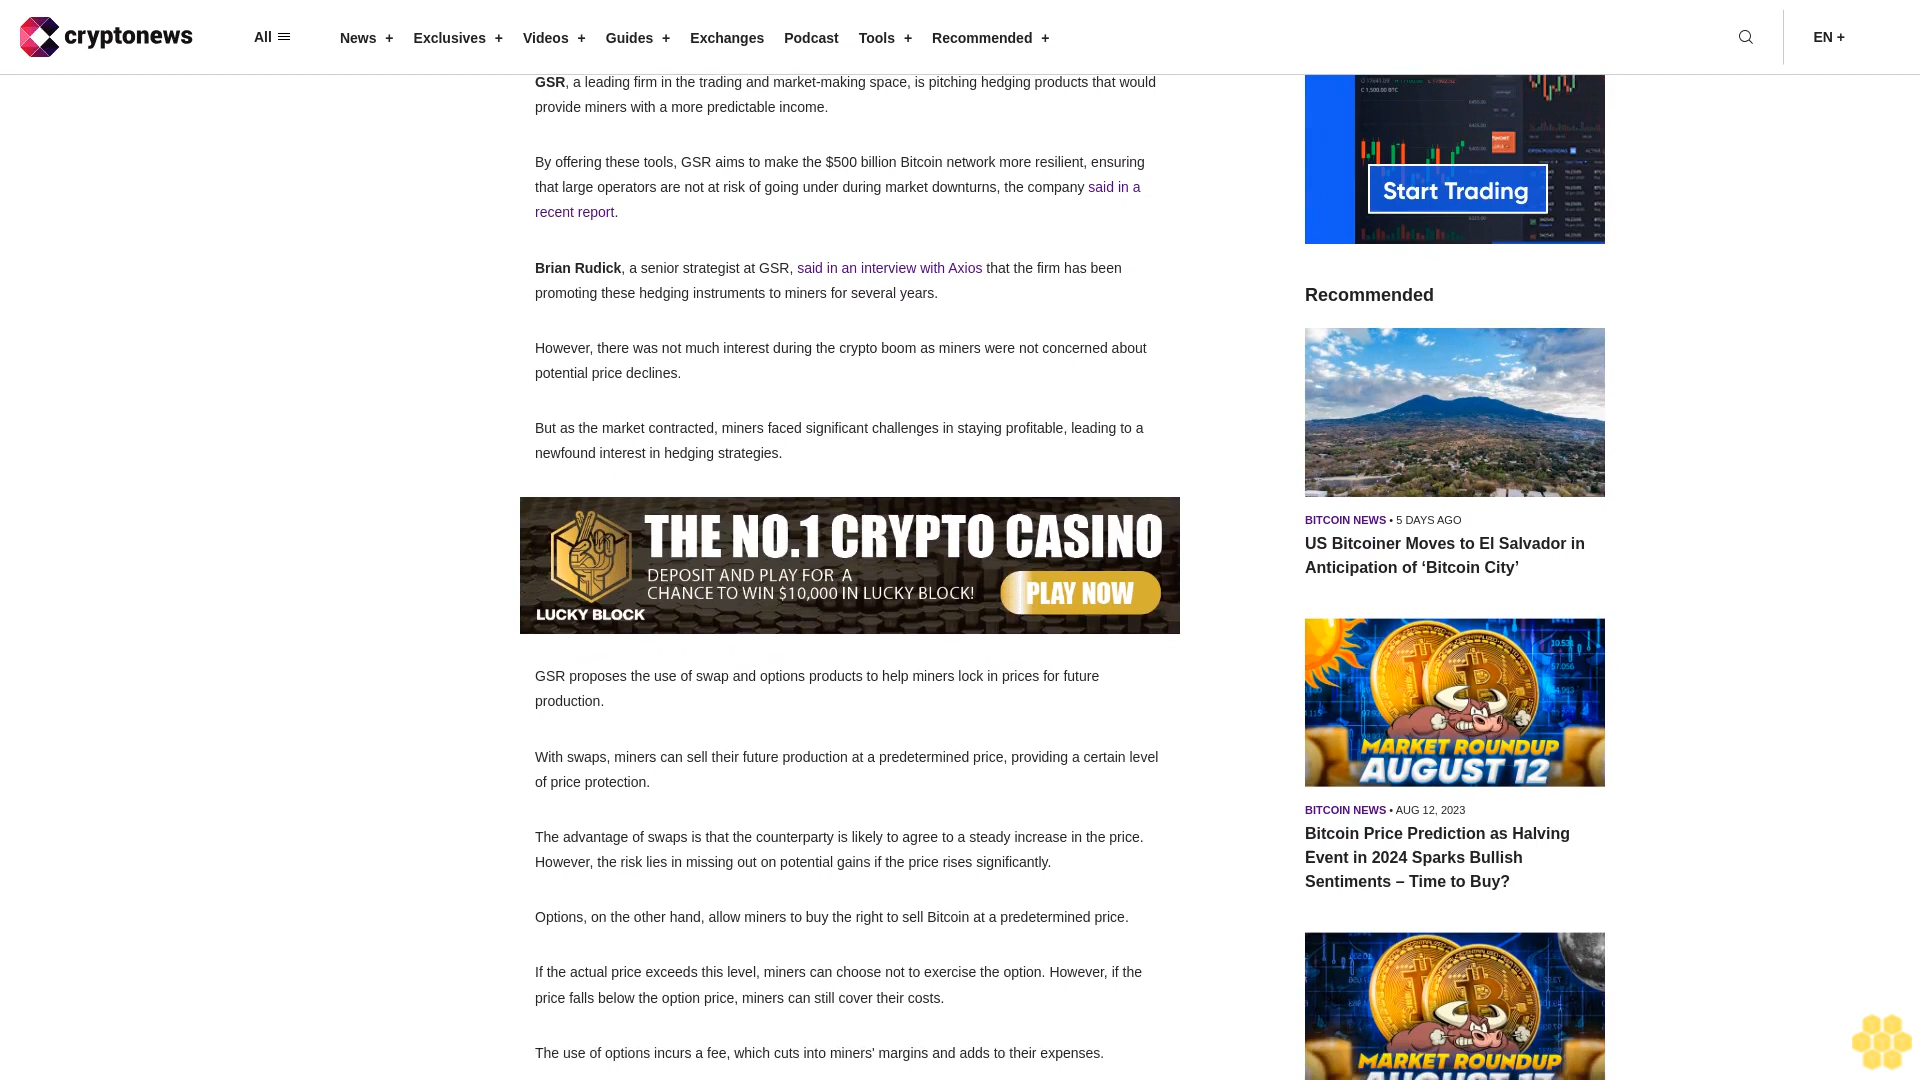 cryptonews
All
News +
Exclusives +
Videos +
Guides +
Exchanges
Podcast
Tools +
Recommended +
EN +
GSR, a leading firm in the trading and market-making space, is pitching hedging products that would
provide miners with a more predictable income.
By offering these tools, GSR aims to make the $500 billion Bitcoin network more resilient, ensuring
that large operators are not at risk of going under during market downturns, the company said in a
recent report.
Brian Rudick, a senior strategist at GSR, said in an interview with Axios that the firm has been
promoting these hedging instruments to miners for several years.
However, there was not much interest during the crypto boom as miners were not concerned about
potential price declines.
But as the market contracted, miners faced significant challenges in staying profitable, leading to a
newfound interest in hedging strategies.
THE NO.1 CRYPTO CASINO
DEPOSIT AND PLAY FOR A
CHANCE TO WIN $10,000 IN LUCKY BLOCK!
PLAY NOW
LUCKY BLOCK
GSR proposes the use of swap and options products to help miners lock in prices for future
production.
With swaps, miners can sell their future production at a predetermined price, providing a certain level
of price protection.
The advantage of swaps is that the counterparty is likely to agree to a steady increase in the price.
However, the risk lies in missing out on potential gains if the price rises significantly.
Options, on the other hand, allow miners to buy the right to sell Bitcoin at a predetermined price.
If the actual price exceeds this level, miners can choose not to exercise the option. However, if the
price falls below the option price, miners can still cover their costs.
The use of options incurs a fee, which cuts into miners' margins and adds to their expenses.
Start Trading
Recommended
BITCOIN NEWS • 5 DAYS AGO
US Bitcoiner Moves to El Salvador in
Anticipation of ‘Bitcoin City’
MARKET ROUNDUP
AUGUST 12
BITCOIN NEWS • AUG 12, 2023
Bitcoin Price Prediction as Halving
Event in 2024 Sparks Bullish
Sentiments – Time to Buy?
MARKET ROUNDUP
AUGUST